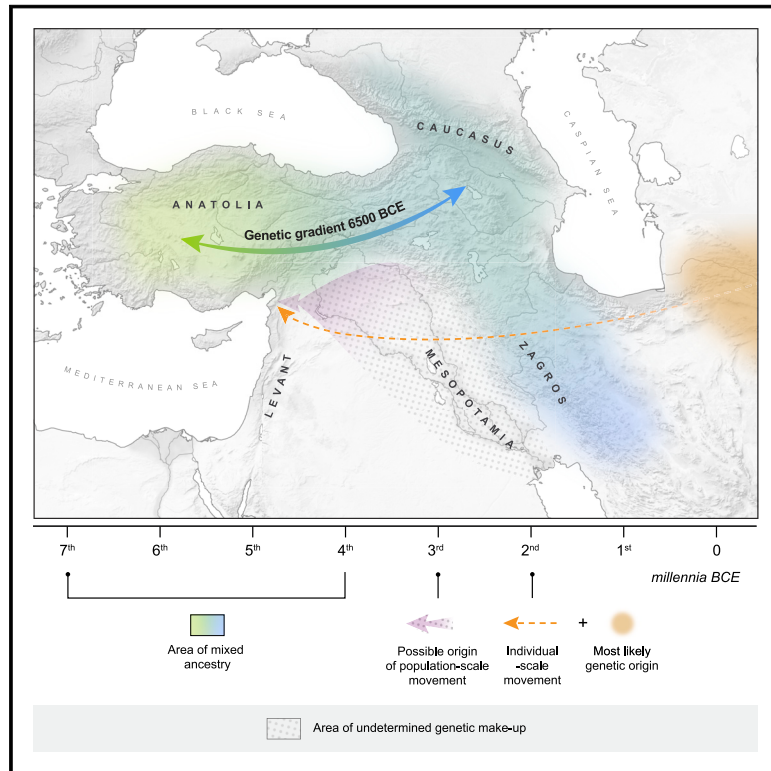 BLACK SEA
CAUCASUS
CASPIAN SEA
ANATOLIA
Genetic gradient 6500 BCE
ZAGROS
MESOPOTAMIA
LEVANT
MEDITERRANEAN SEA
7th 6th 5th 4th 3rd 2nd 1st 0
millennia BCE
+
Area of mixed
ancestry
Possible origin
of population-scale
movement
Individual
-scale
movement
Most likely
genetic origin
Area of undetermined genetic make-up